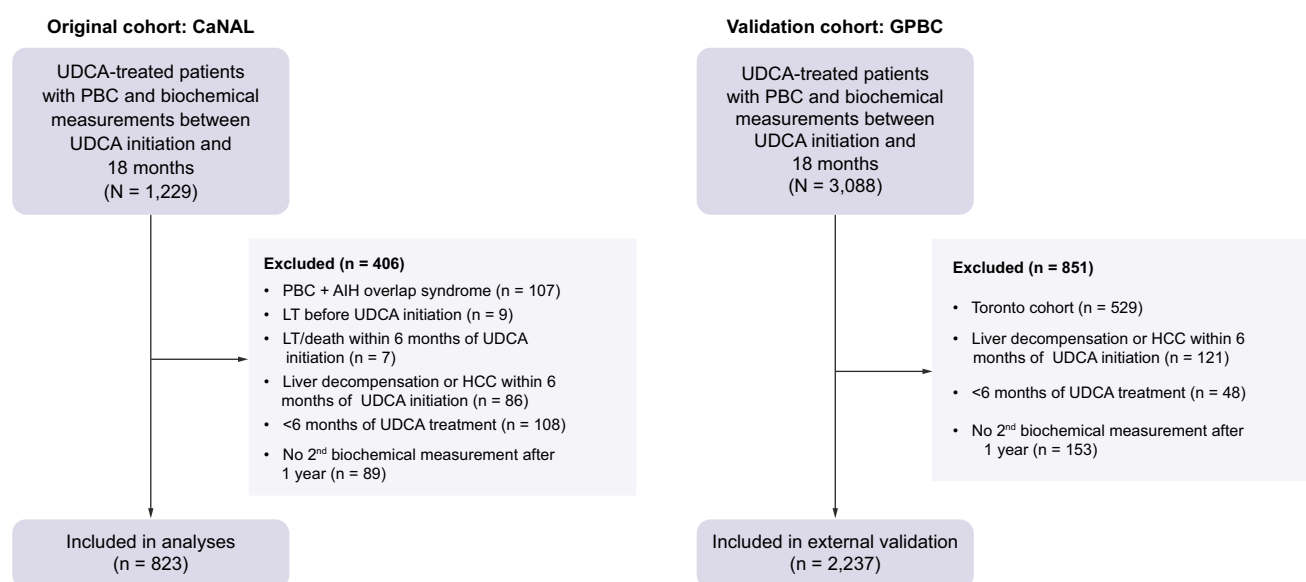 Original cohort: CaNAL
UDCA-treated patients
with PBC and biochemical
measurements between
UDCA initiation and
18 months
(N = 1,229)
Excluded (n = 406)
• PBC + AIH overlap syndrome (n = 107)
• LT before UDCA initiation (n = 9)
• LT/death within 6 months of UDCA
initiation (n = 7)
• Liver decompensation or HCC within 6
months of UDCA initiation (n = 86)
• <6 months of UDCA treatment (n = 108)
• No 2nd biochemical measurement after
1 year (n = 89)
Included in analyses
(n = 823)
Validation cohort: GPBC
UDCA-treated patients
with PBC and biochemical
measurements between
UDCA initiation and
18 months
(N = 3,088)
Excluded (n = 851)
• Toronto cohort (n = 529)
• Liver decompensation or HCC within 6
months of UDCA initiation (n = 121)
• <6 months of UDCA treatment (n = 48)
• No 2nd biochemical measurement after
1 year (n = 153)
Included in external validation
(n = 2,237)